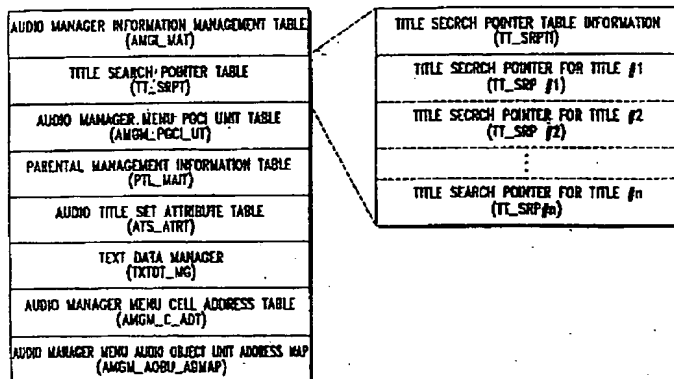 AUDIO MANAGER INFORMATION MANAGEMENT TABLE
(AMGI_MAT)
TITLE SEARCH POINTER TABLE
(TT_SRPT)
AUDIO MANAGER MENU PGCI UNIT TABLE
(AMGM_PGCI_UT)
PARENTAL MANAGEMENT INFORMATION TABLE
(PTL_MAIT)
AUDIO TITLE SET ATTRIBUTE TABLE
(ATS_ATRT)
TEXT DATA MANAGER
(TXTDT_MG)
AUDIO MANAGER MENU CELL ADDRESS TABLE
(AMGM_C_ADT)
AUDIO MANAGER MENU AUDIO OBJECT UNIT ADDRESS MAP
(AMGM_AOBU_ADMAP)
TITLE SECRCH POINTER TABLE INFORMATION
(TT_SRPTI)
TITLE SECRCH POINTER FOR TITLE #1
(TT_SRP #1)
TITLE SECRCH POINTER FOR TITLE #2
(TT_SRP #2)
TITLE SEARCH POINTER FOR TITLE #n
(TT_SRP#n)